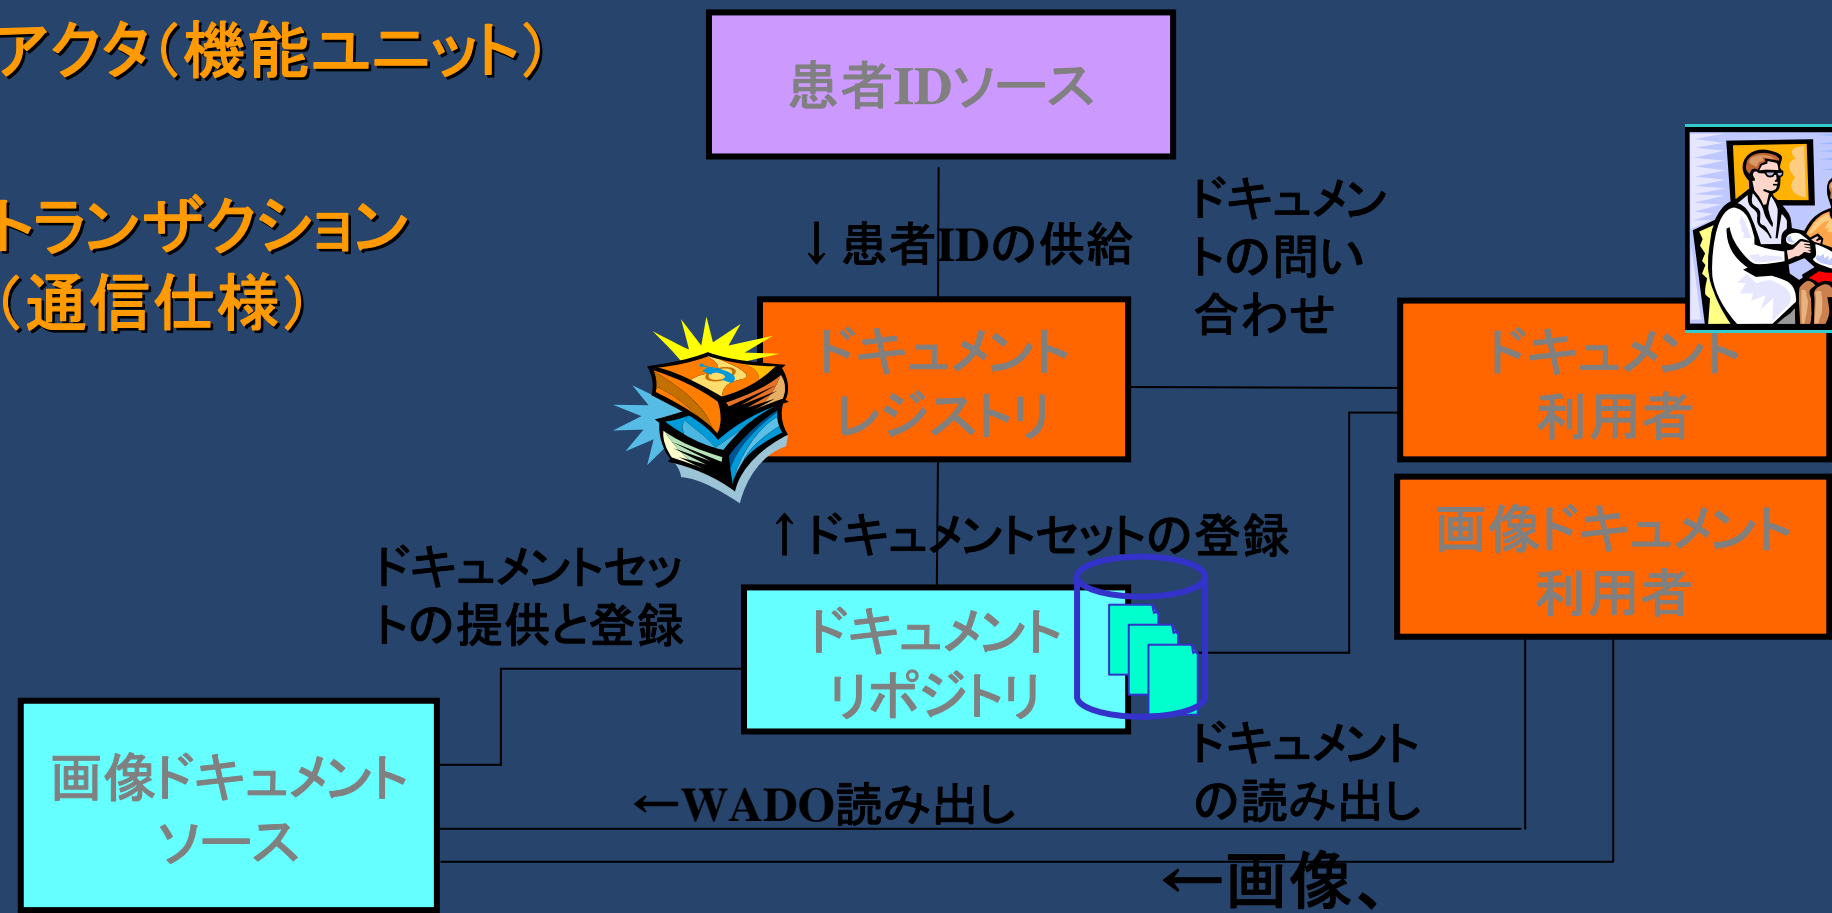 アクタ（機能ユニット）
トランザクション
（通信仕様）
患者IDソース
↓患者IDの供給
ドキュメン
トの問い
合わせ
ドキュメント
レジストリ
ドキュメント
利用者
画像ドキュメント
利用者
↑ドキュメントセットの登録
ドキュメントセッ
トの提供と登録
ドキュメント
リポジトリ
画像ドキュメント
ソース
ドキュメント
の読み出し
←WADO読み出し
←画像、